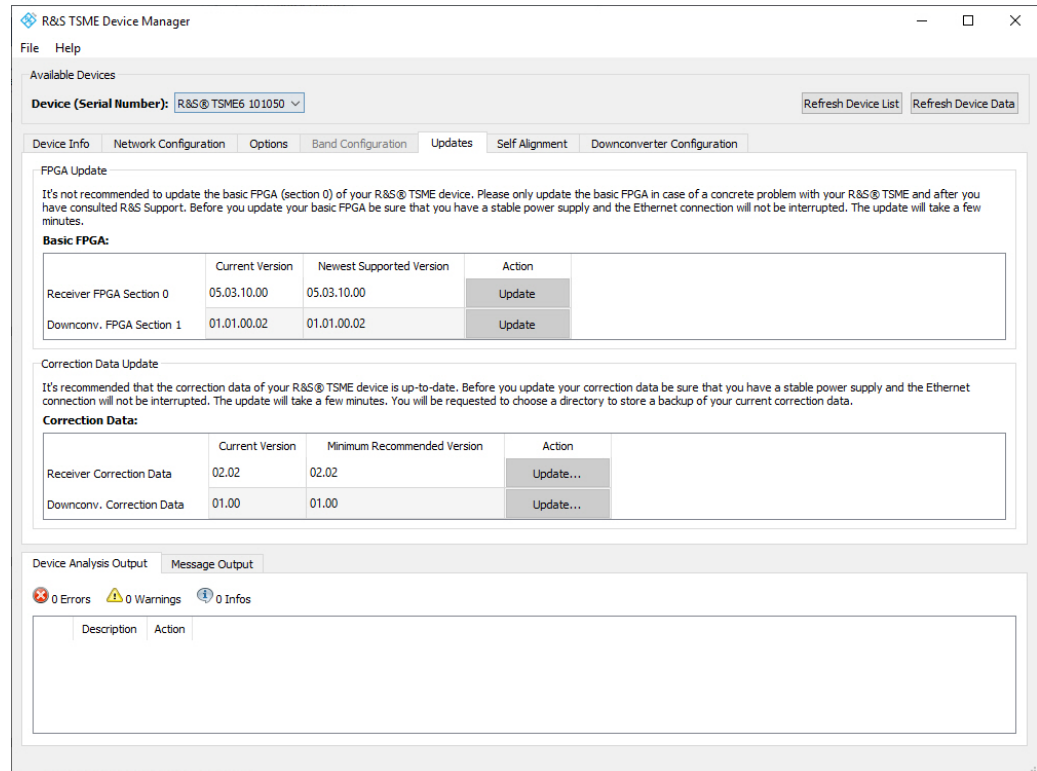 R&S TSME Device Manager
File Help
Available Devices
Device (Serial Number): R&S® TSME6 101050 Refresh Device List Refresh Device Data
Device Info Network Configuration Options Band Configuration Updates Self Alignment Downconverter Configuration
FPGA Update
It's not recommended to update the basic FPGA (section 0) of your R&S® TSME device. Please only update the basic FPGA in case of a concrete problem with your R&S® TSME and after you
have consulted R&S Support. Before you update your basic FPGA be sure that you have a stable power supply and the Ethernet connection will not be interrupted. The update will take a few
minutes.
Basic FPGA:
Current Version Newest Supported Version Action
Receiver FPGA Section 0 05.03.10.00 05.03.10.00 Update
Downconv. FPGA Section 1 01.01.00.02 01.01.00.02 Update
Correction Data Update
It's recommended that the correction data of your R&S® TSME device is up-to-date. Before you update your correction data be sure that you have a stable power supply and the Ethernet
connection will not be interrupted. The update will take a few minutes. You will be requested to choose a directory to store a backup of your current correction data.
Correction Data:
Current Version Minimum Recommended Version Action
Receiver Correction Data 02.02 02.02 Update...
Downconv. Correction Data 01.00 01.00 Update...
Device Analysis Output Message Output
0 Errors 0 Warnings 0 Infos
Description Action